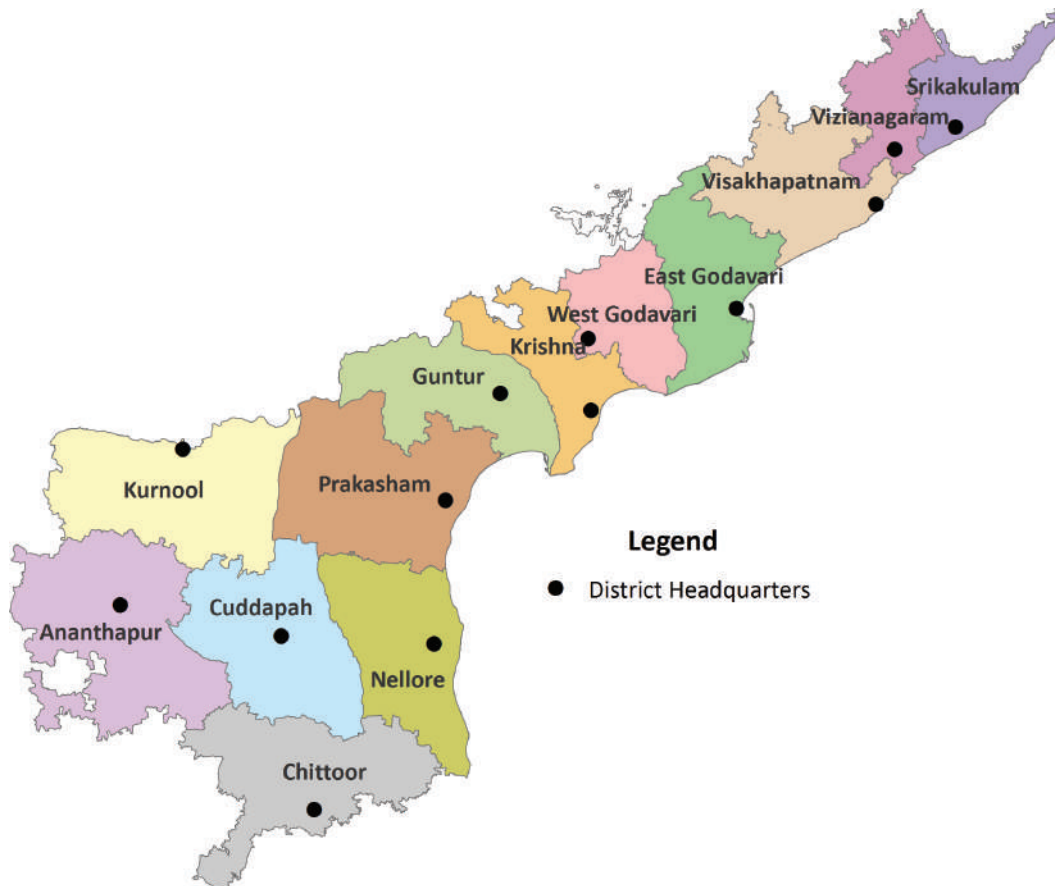 Srikakulam
Vizianagaram
Visakhapatnam
East Godavari
West Godavari
Krishna
Guntur
Prakasham
Kurnool
Legend
District Headquarters
Cuddapah
Ananthapur
Nellore
Chittoor